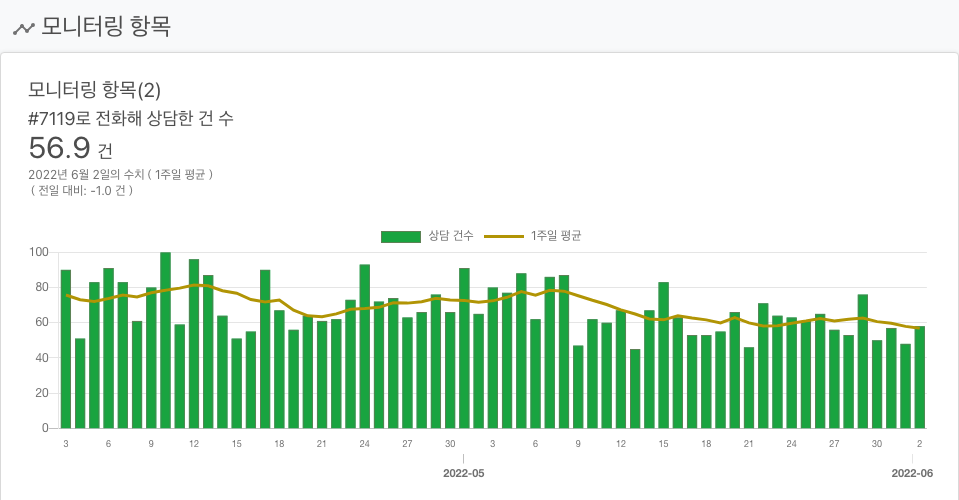 모니터링 항목
모니터링 항목(2)
#7119로 전화해 상담한 건 수
56.9 건
2022년 6월 2일의 수치 ( 1주일 평균 )
( 전일 대비: -1.0 건 )
상담 건수 1주일 평균
100
80
60
40
20
0
3 6 9 12 15 18 21 24 27 30 3 6 9 12 15 18 21 24 27 30 2
2022-05 2022-06